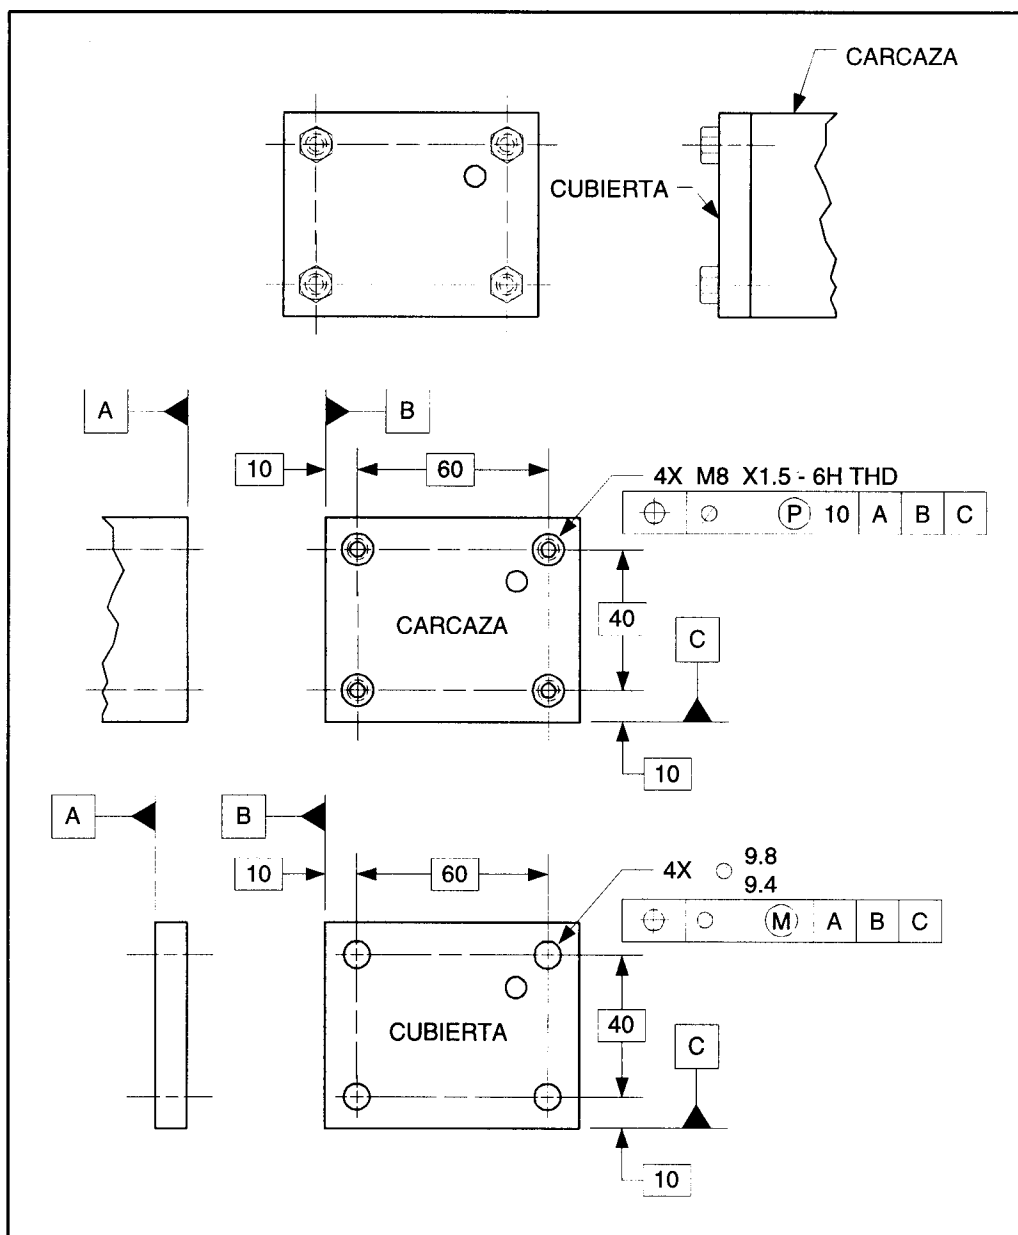 CARCAZA
CUBIERTA
A
B
10
60
4X M8 X1.5 - 6H THD
⌖ ⌀ Ⓟ 10 A B C
CARCAZA
40
C
10
A
B
10
60
4X ⌀ 9.8
9.4
⌖ ⌀ Ⓜ A B C
CUBIERTA
40
C
10